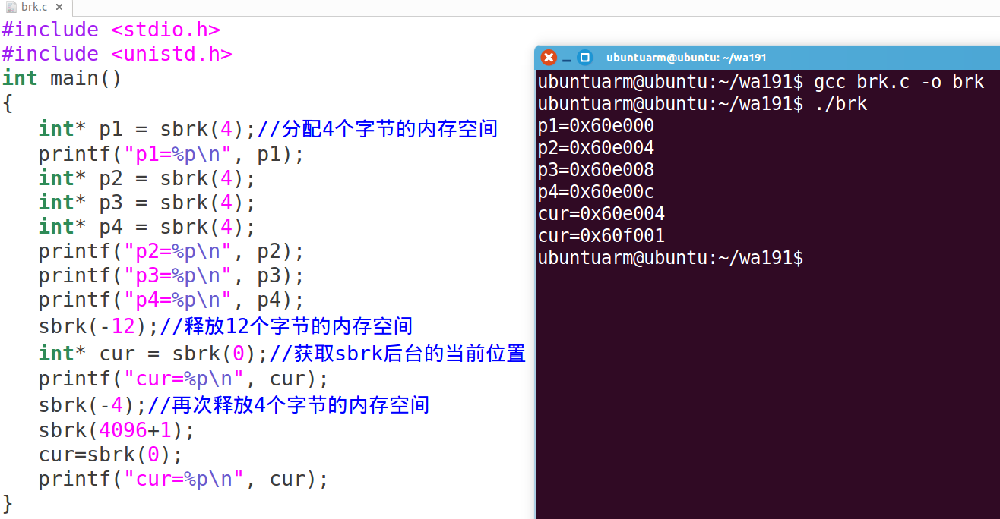 brk.c ×
#include <stdio.h>
#include <unistd.h>
int main()
{
int* p1 = sbrk(4);//分配4个字节的内存空间
printf("p1=%p\n", p1);
int* p2 = sbrk(4);
int* p3 = sbrk(4);
int* p4 = sbrk(4);
printf("p2=%p\n", p2);
printf("p3=%p\n", p3);
printf("p4=%p\n", p4);
sbrk(-12);//释放12个字节的内存空间
int* cur = sbrk(0);//获取sbrk后台的当前位置
printf("cur=%p\n", cur);
sbrk(-4);//再次释放4个字节的内存空间
sbrk(4096+1);
cur=sbrk(0);
printf("cur=%p\n", cur);
}
ubuntuarm@ubuntu: ~/wa191
ubuntuarm@ubuntu:~/wa191$ gcc brk.c -o brk
ubuntuarm@ubuntu:~/wa191$ ./brk
p1=0x60e000
p2=0x60e004
p3=0x60e008
p4=0x60e00c
cur=0x60e004
cur=0x60f001
ubuntuarm@ubuntu:~/wa191$